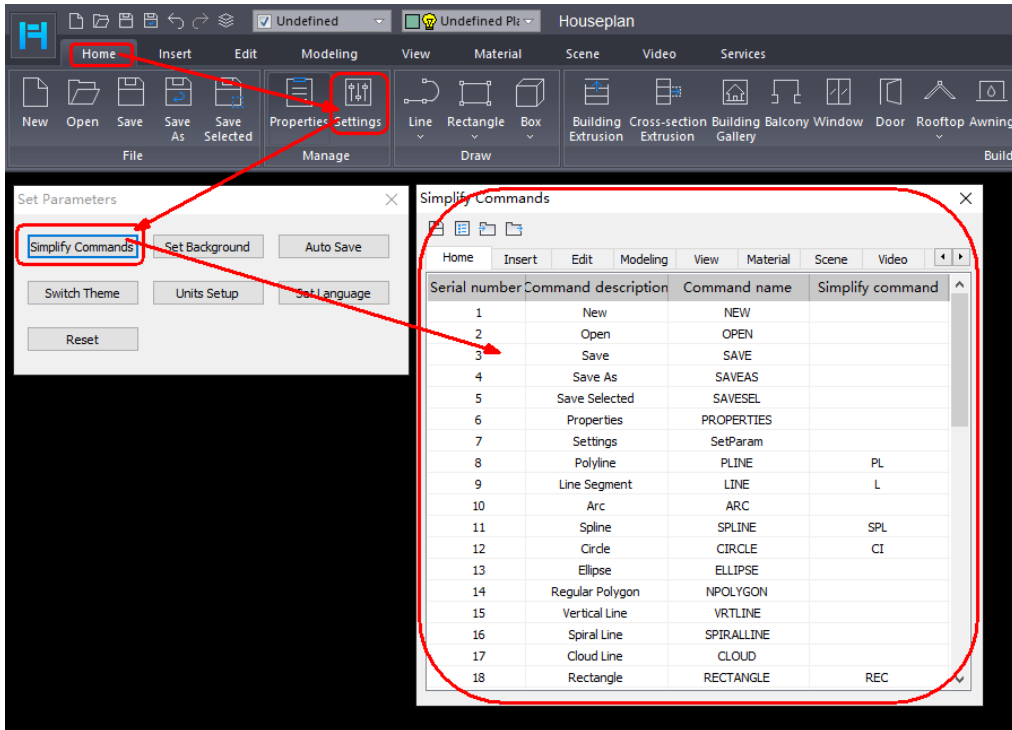 Undefined Undefined Pla Houseplan
Home Insert Edit Modeling View Material Scene Video Services
New Open Save Save As Save Selected Properties Settings Line Rectangle Box Building Extrusion Cross-section Extrusion Building Gallery Balcony Window Door Rooftop Awning
File Manage Draw Build
Set Parameters
Simplify Commands Set Background Auto Save
Switch Theme Units Setup Set Language
Reset
Simplify Commands
Home Insert Edit Modeling View Material Scene Video
Serial number Command description Command name Simplify command
1 New NEW
2 Open OPEN
3 Save SAVE
4 Save As SAVEAS
5 Save Selected SAVESEL
6 Properties PROPERTIES
7 Settings SetParam
8 Polyline PLINE PL
9 Line Segment LINE L
10 Arc ARC
11 Spline SPLINE SPL
12 Circle CIRCLE CI
13 Ellipse ELLIPSE
14 Regular Polygon NPOLYGON
15 Vertical Line VRTLINE
16 Spiral Line SPIRALLINE
17 Cloud Line CLOUD
18 Rectangle RECTANGLE REC